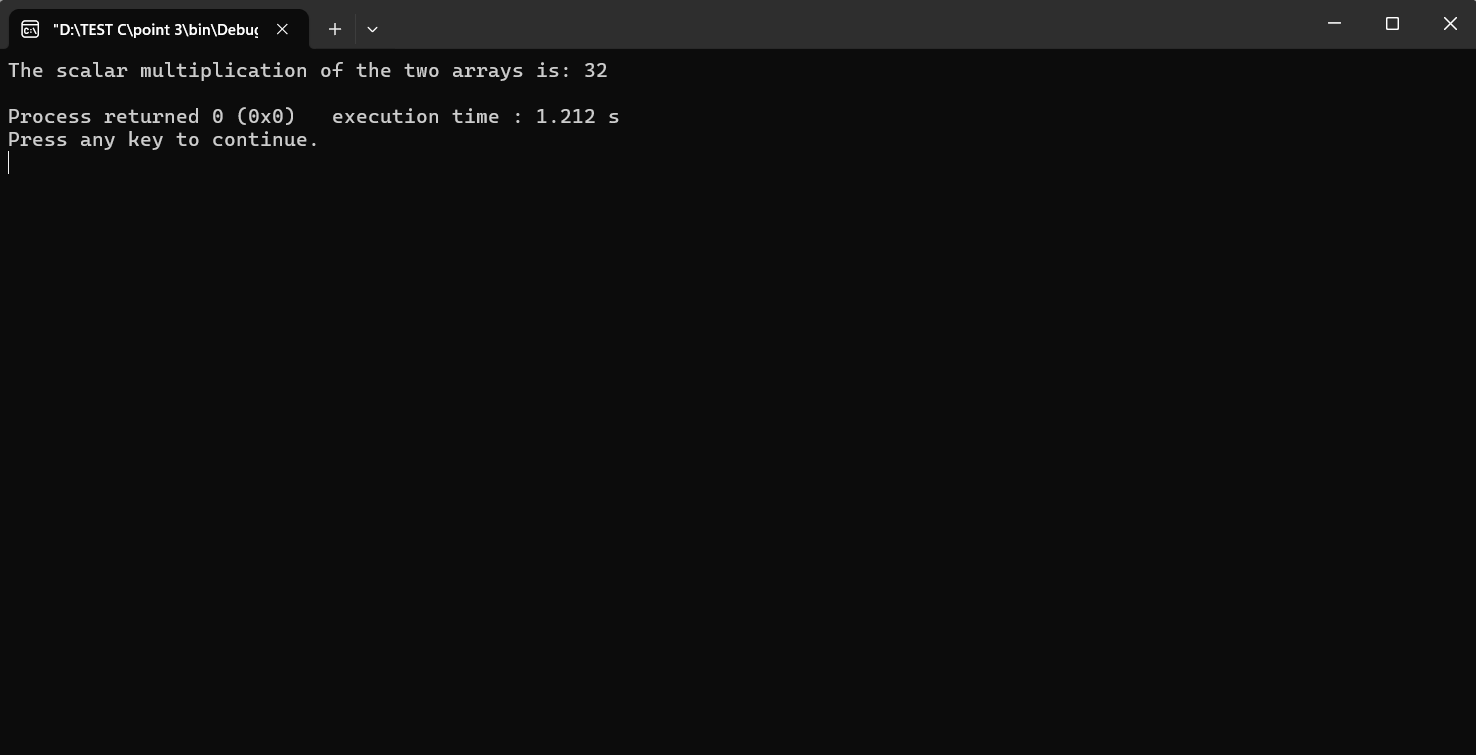 "D:\TEST C\point 3\bin\Debug
The scalar multiplication of the two arrays is: 32
Process returned 0 (0x0)   execution time : 1.212 s
Press any key to continue.